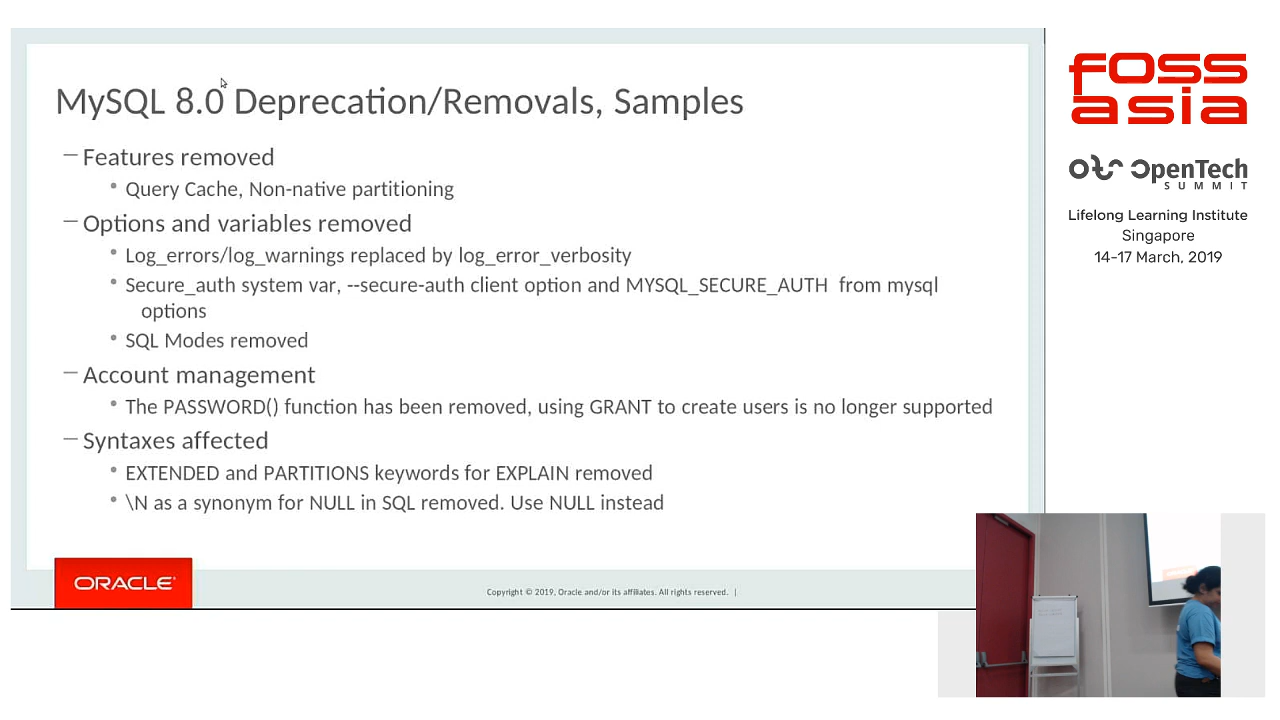 MySQL 8.0 Deprecation/Removals, Samples
– Features removed
• Query Cache, Non-native partitioning
– Options and variables removed
• Log_errors/log_warnings replaced by log_error_verbosity
• Secure_auth system var, --secure-auth client option and MYSQL_SECURE_AUTH from mysql
options
• SQL Modes removed
– Account management
• The PASSWORD() function has been removed, using GRANT to create users is no longer supported
– Syntaxes affected
• EXTENDED and PARTITIONS keywords for EXPLAIN removed
• \N as a synonym for NULL in SQL removed. Use NULL instead
ORACLE
Copyright © 2019, Oracle and/or its affiliates. All rights reserved. |
foss
asia
OpenTech
SUMMIT
Lifelong Learning Institute
Singapore
14-17 March, 2019